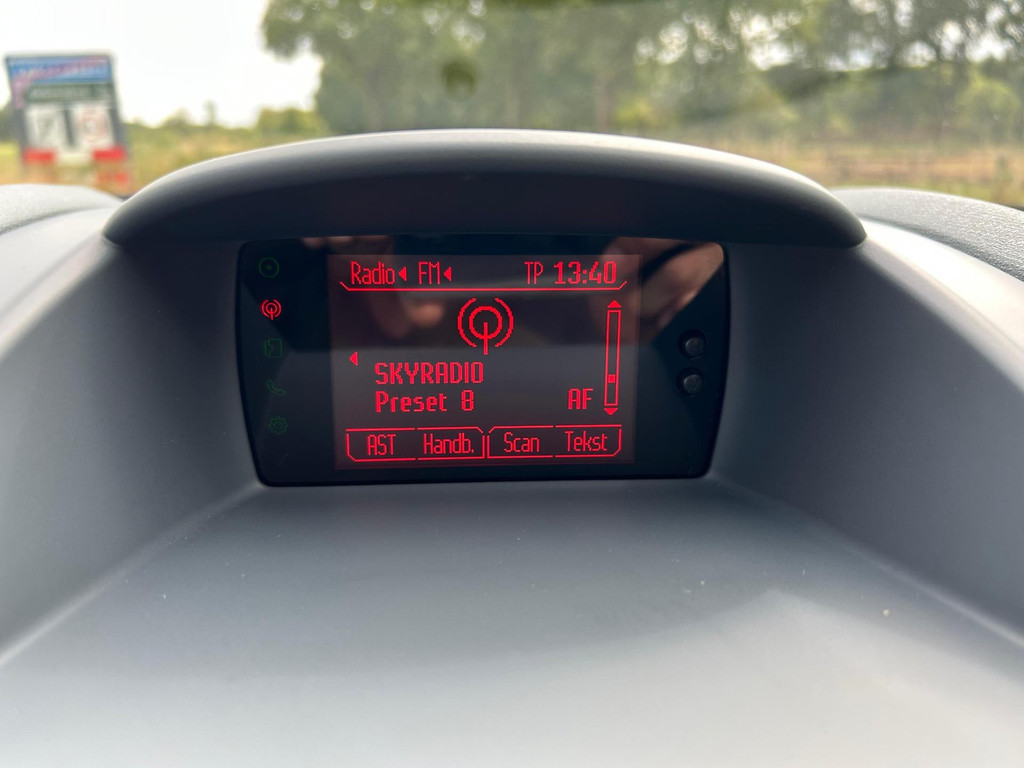 Radio FM TP 13:40
SKYRADIO
Preset 8 AF
AST Handb. Scan Tekst